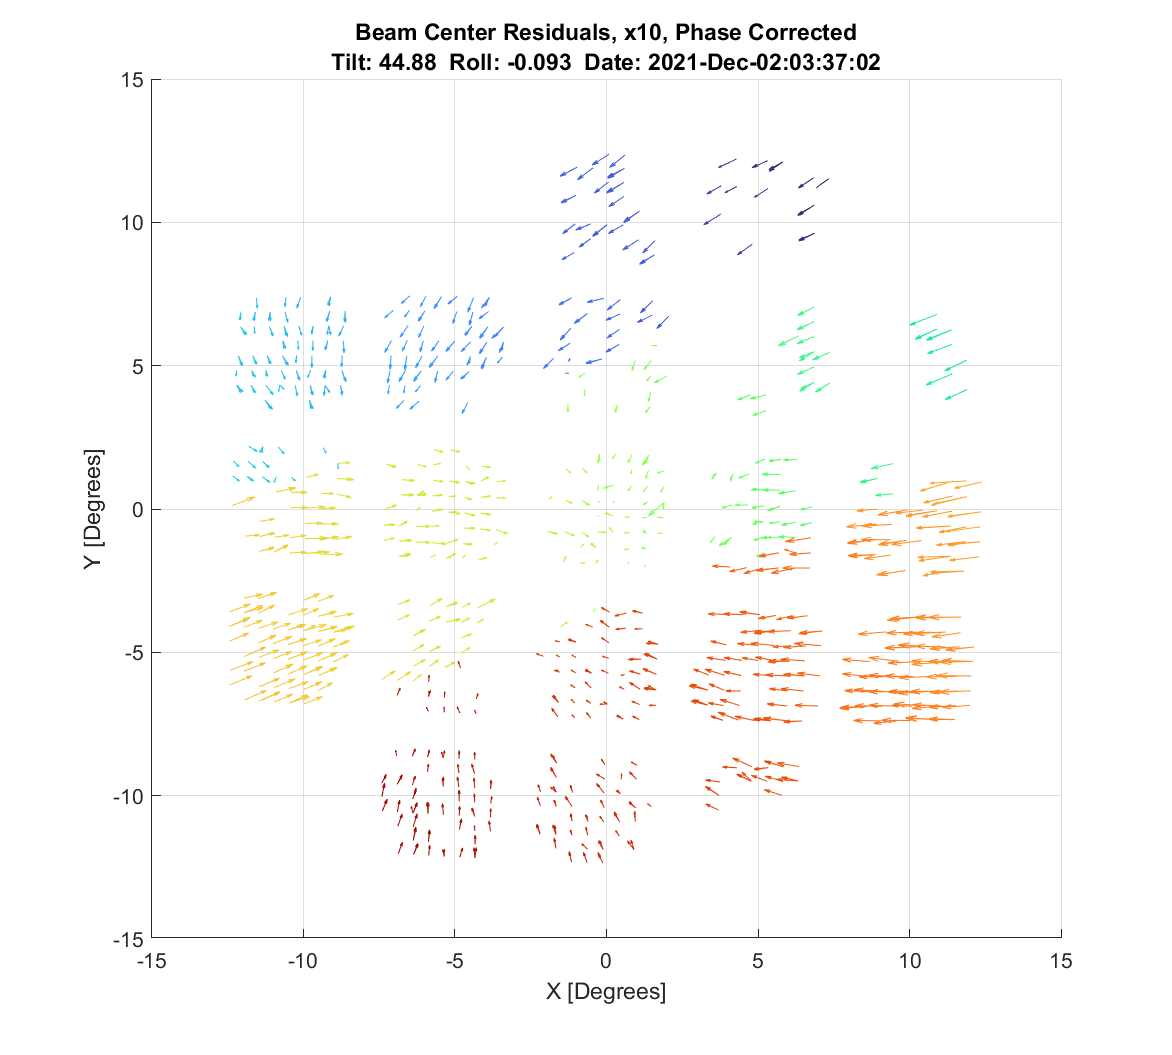 Beam Center Residuals, x10, Phase Corrected
Tilt: 44.88 Roll: -0.093 Date: 2021-Dec-02:03:37:02
15
10
5
0
-5
-10
-15
Y [Degrees]
-15 -10 -5 0 5 10 15
X [Degrees]